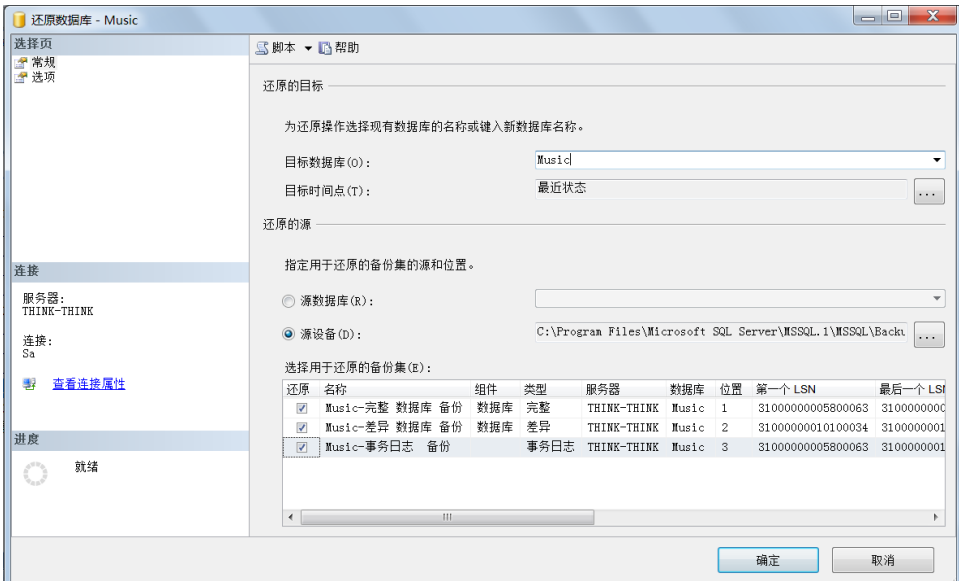 还原数据库 - Music
选择页
常规
选项
脚本 帮助
还原的目标
为还原操作选择现有数据库的名称或键入新数据库名称。
目标数据库(O): Music
目标时间点(T): 最近状态 ...
还原的源
指定用于还原的备份集的源和位置。
源数据库(R):
源设备(D): C:\Program Files\Microsoft SQL Server\MSSQL.1\MSSQL\Backu ...
选择用于还原的备份集(E):
还原 名称 组件 类型 服务器 数据库 位置 第一个 LSN 最后一个 LSN
Music-完整 数据库 备份 数据库 完整 THINK-THINK Music 1 31000000005800063 3100000000
Music-差异 数据库 备份 数据库 差异 THINK-THINK Music 2 31000000010100034 3100000001
Music-事务日志 备份 事务日志 THINK-THINK Music 3 31000000005800063 3100000001
连接
服务器:
THINK-THINK
连接:
Sa
查看连接属性
进度
就绪
确定 取消